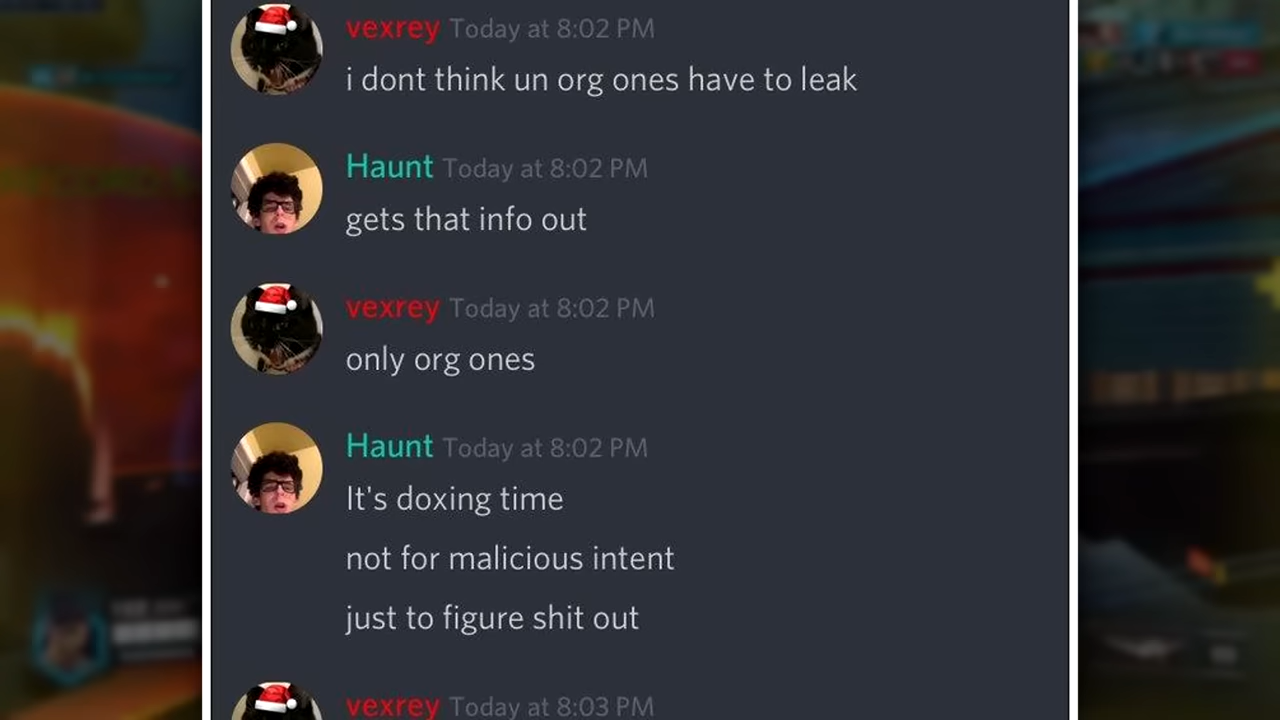 vexrey Today at 8:02 PM
i dont think un org ones have to leak
Haunt Today at 8:02 PM
gets that info out
vexrey Today at 8:02 PM
only org ones
Haunt Today at 8:02 PM
It's doxing time
not for malicious intent
just to figure shit out
vexrey Today at 8:03 PM